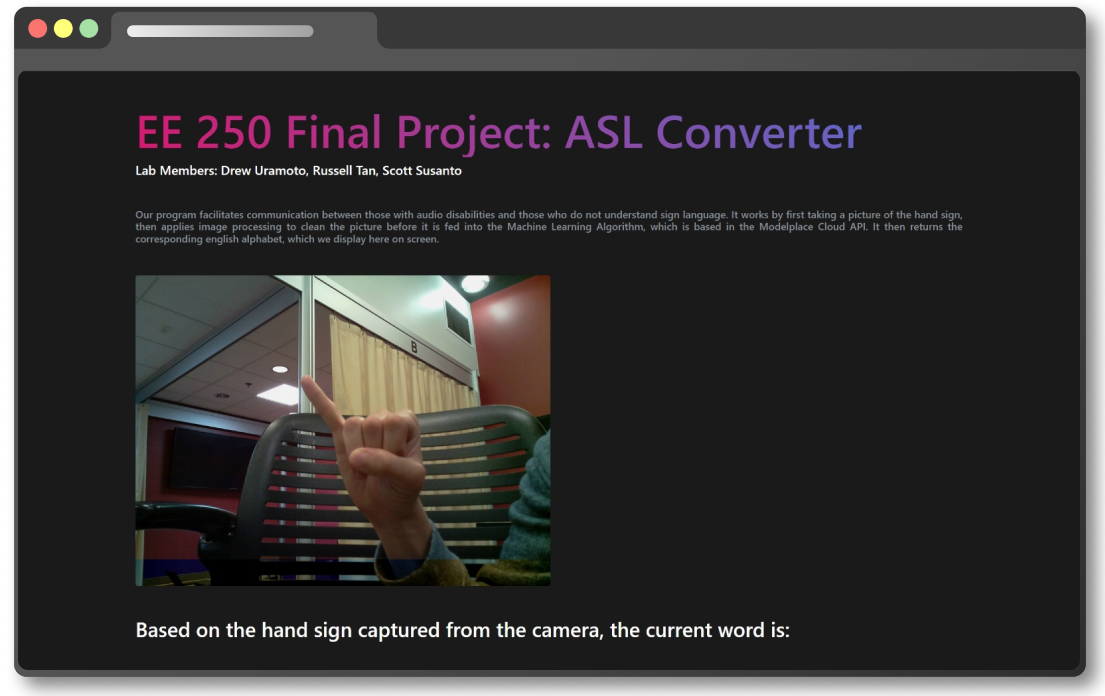 EE 250 Final Project: ASL Converter
Lab Members: Drew Uramoto, Russell Tan, Scott Susanto
Our program facilitates communication between those with audio disabilities and those who do not understand sign language. It works by first taking a picture of the hand sign,
then applies image processing to clean the picture before it is fed into the Machine Learning Algorithm, which is based in the Modelplace Cloud API. It then returns the
corresponding english alphabet, which we display here on screen.
B
Based on the hand sign captured from the camera, the current word is: